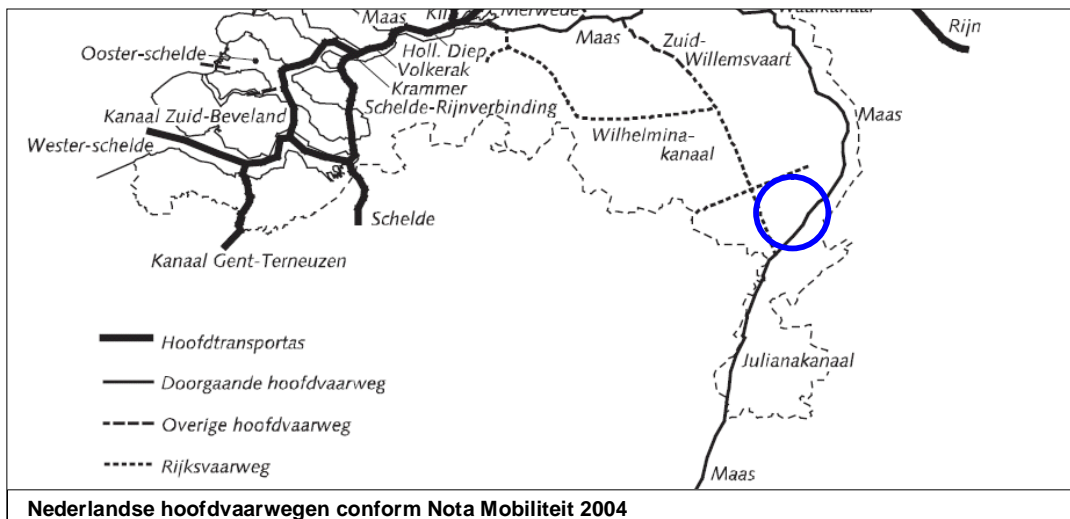 Maas
Kil
Merwede
Waalkanaal
Rijn
Ooster-schelde
Holl. Diep
Maas
Zuid-
Willemsvaart
Volkerak
Krammer
Kanaal Zuid-Beveland
Schelde-Rijnverbinding
Maas
Wester-schelde
Wilhelmina-
kanaal
Schelde
Kanaal Gent-Terneuzen
Hoofdtransportas
Julianakanaal
Doorgaande hoofdvaarweg
Overige hoofdvaarweg
Rijksvaarweg
Maas
Nederlandse hoofdvaarwegen conform Nota Mobiliteit 2004